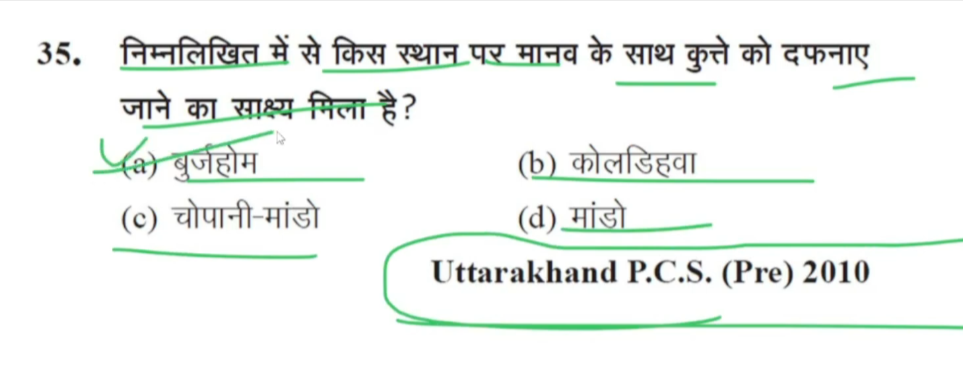 35. निम्नलिखित में से किस स्थान पर मानव के साथ कुत्ते को दफनाए
जाने का साक्ष्य मिला है?
(a) बुर्जहोम (b) कोलडिहवा
(c) चोपानी-मांडो (d) मांडो
Uttarakhand P.C.S. (Pre) 2010